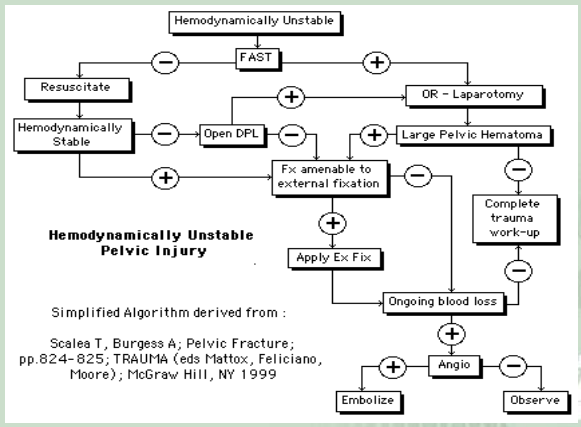 Hemodynamically Unstable
FAST
−
+
Resuscitate
OR - Laparotomy
+
Hemodynamically
Stable
−
Open DPL
−
+
Large Pelvic Hematoma
+
Fx amenable to
external fixation
−
−
Complete
trauma
work-up
+
−
Hemodynamically Unstable
Pelvic Injury
Apply Ex Fix
Ongoing blood loss
Simplified Algorithm derived from :
Scalea T, Burgess A; Pelvic Fracture;
pp.824-825; TRAUMA (eds Mattox, Feliciano,
Moore); McGraw Hill, NY 1999
+
+
Angio
−
Embolize
Observe